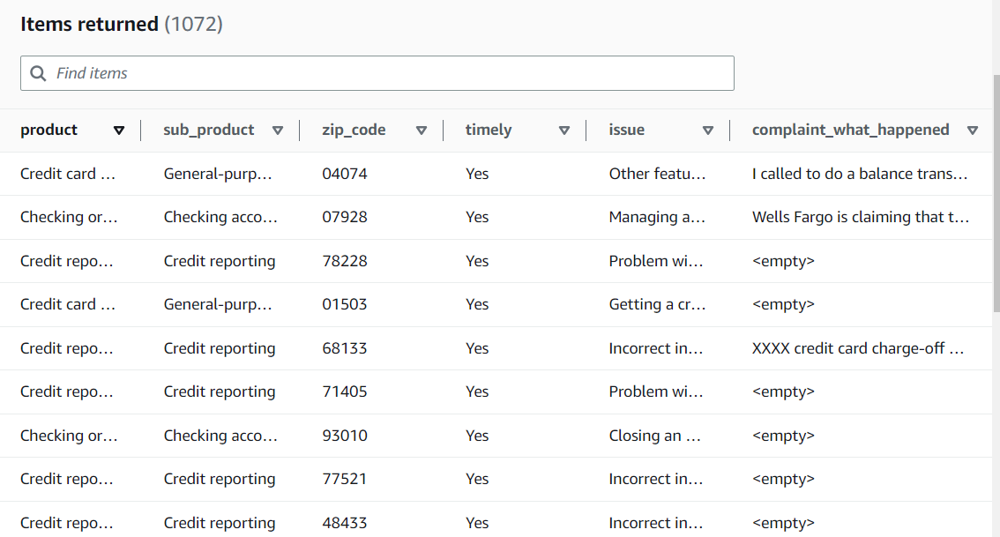 Items returned (1072)
Find items
product sub_product zip_code timely issue complaint_what_happened
Credit card … General-purp… 04074 Yes Other featu… I called to do a balance trans…
Checking or… Checking acco… 07928 Yes Managing a… Wells Fargo is claiming that t…
Credit repo… Credit reporting 78228 Yes Problem wi… <empty>
Credit card … General-purp… 01503 Yes Getting a cr… <empty>
Credit repo… Credit reporting 68133 Yes Incorrect in… XXXX credit card charge-off …
Credit repo… Credit reporting 71405 Yes Problem wi… <empty>
Checking or… Checking acco… 93010 Yes Closing an … <empty>
Credit repo… Credit reporting 77521 Yes Incorrect in… <empty>
Credit repo… Credit reporting 48433 Yes Incorrect in… <empty>